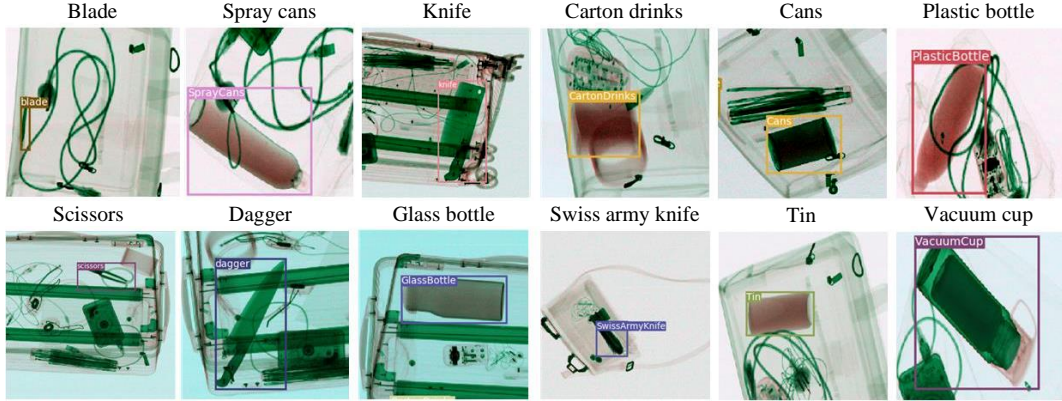 Blade
Spray cans
Knife
Carton drinks
Cans
Plastic bottle
blade
SprayCans
knife
CartonDrinks
Cans
PlasticBottle
Scissors
Dagger
Glass bottle
Swiss army knife
Tin
Vacuum cup
scissors
dagger
GlassBottle
SwissArmyKnife
Tin
VacuumCup